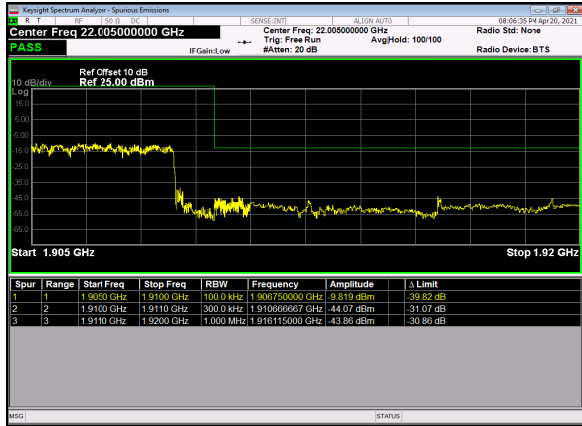 Keysight Spectrum Analyzer - Spurious Emissions
R T RF 50 Ω DC SENSE:INT ALIGN AUTO 08:06:35 PM Apr 20, 2021
Center Freq 22.005000000 GHz Center Freq: 22.005000000 GHz Radio Std: None
Trig: Free Run Avg|Hold: 100/100
PASS IFGain:Low #Atten: 20 dB Radio Device: BTS
Ref Offset 10 dB
10 dB/div Ref 25.00 dBm
Log
15.0
5.00
-5.00
-15.0
-25.0
-35.0
-45.0
-55.0
-65.0
Start 1.905 GHz Stop 1.92 GHz
Spur Range Start Freq Stop Freq RBW Frequency Amplitude Δ Limit
1 1 1.9050 GHz 1.9100 GHz 100.0 kHz 1.906750000 GHz -9.819 dBm -39.82 dB
2 2 1.9100 GHz 1.9110 GHz 300.0 kHz 1.910666667 GHz -44.07 dBm -31.07 dB
3 3 1.9110 GHz 1.9200 GHz 1.000 MHz 1.916115000 GHz -43.86 dBm -30.86 dB
MSG STATUS